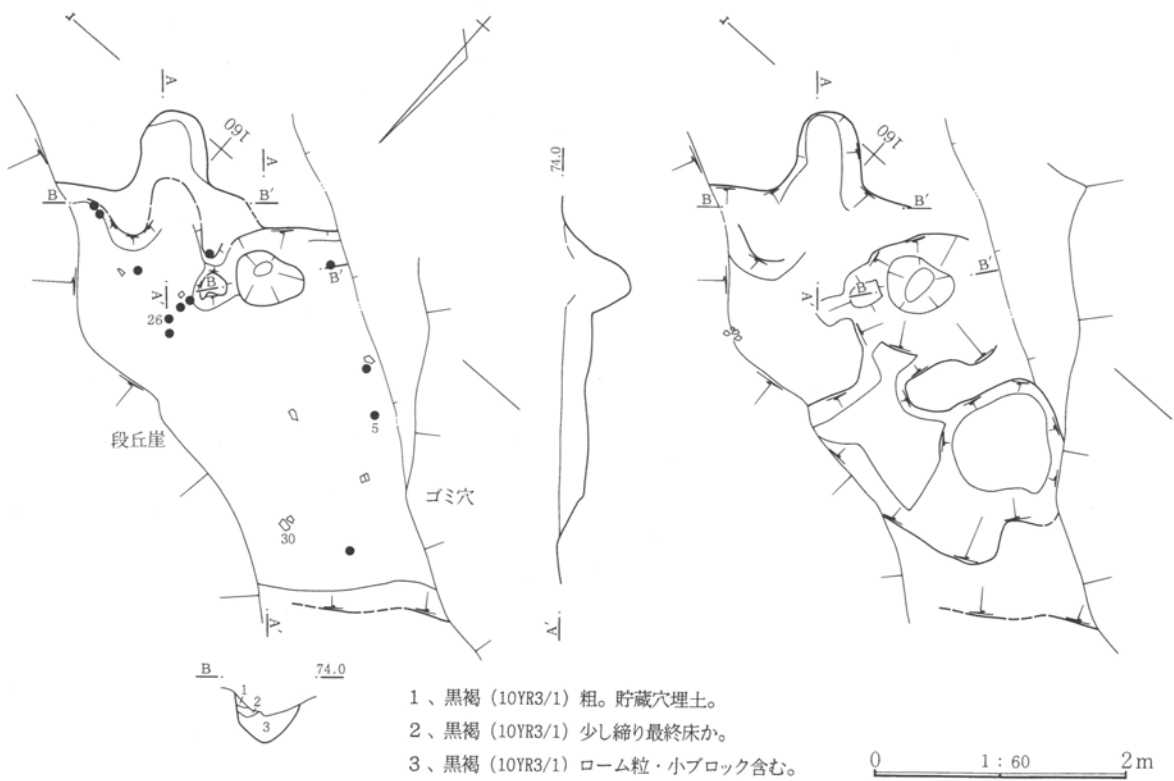 A
160
A
B
B′
B′
B
A
26
5
段丘崖
ゴミ穴
30
A′
74.0
A′
A
160
B
B′
B′
B
A
B
74.0
1
2
3
1、黒褐 (10YR3/1) 粗。貯蔵穴埋土。
2、黒褐 (10YR3/1) 少し締り最終床か。
3、黒褐 (10YR3/1) ローム粒・小ブロック含む。
0
1：60
2m